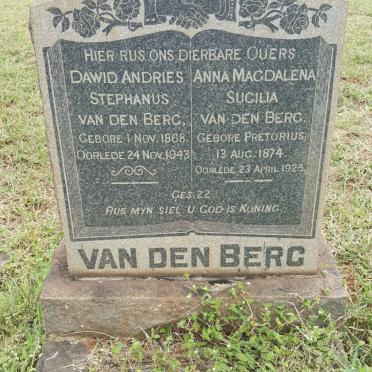 HIER RUS ONS DIERBARE OUERS
DAWID ANDRIES
STEPHANUS
VAN DEN BERG,
GEBORE 1 NOV. 1868.
OORLEDE 24 NOV. 1943
ANNA MAGDALENA
SUCILIA
VAN DEN BERG.
GEBORE PRETORIUS,
13 AUG. 1874.
OORLEDE 23 APRIL 1925.
GES. 22.
RUS MYN SIEL U GOD IS KONING.
VAN DEN BERG